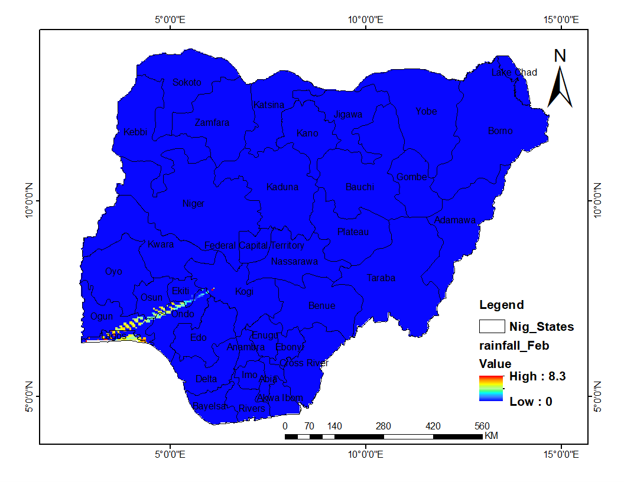 5°0'0"E 10°0'0"E 15°0'0"E
N
Lake Chad
Sokoto
Katsina
Jigawa
Yobe
Zamfara
Kano
Borno
Kebbi
Gombe
Kaduna
Bauchi
Niger
10°0'0"N 10°0'0"N
Adamawa
Plateau
Kwara
Federal Capital Territory
Nassarawa
Oyo
Taraba
Ekiti
Kogi
Osun
Benue
Ogun
Ondo
Edo
Enugu
Anambra
Ebonyi
Cross River
Delta
Imo
Abia
Akwa Ibom
Bayelsa
Rivers
Legend
Nig_States
rainfall_Feb
Value
High : 8.3
Low : 0
5°0'0"N 5°0'0"N
0 70 140 280 420 560
KM
5°0'0"E 10°0'0"E 15°0'0"E